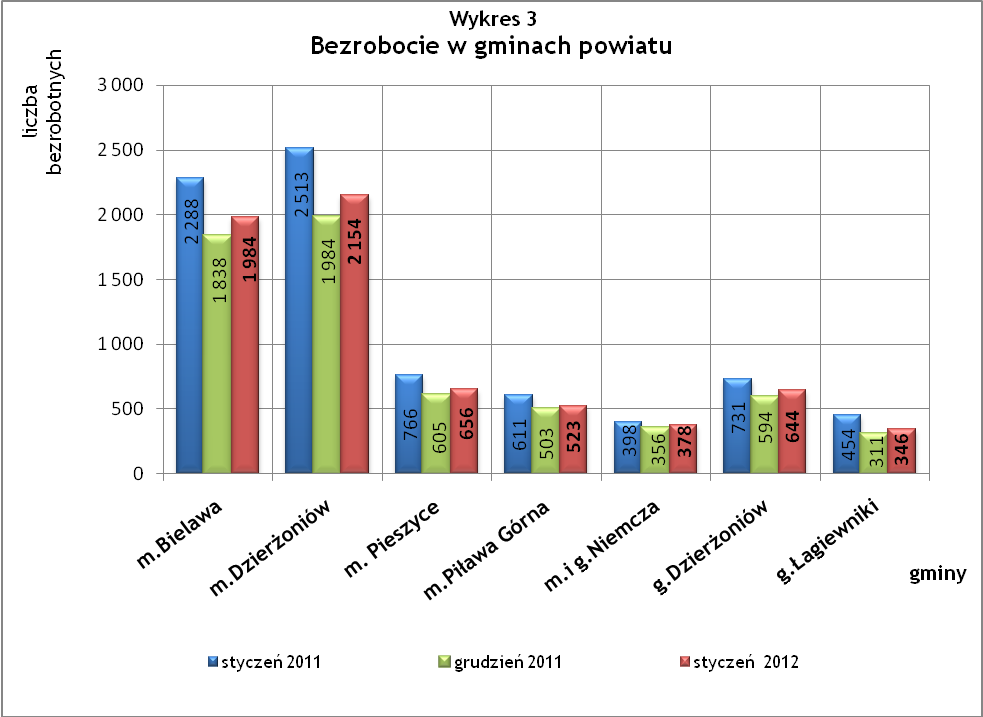 Wykres 3
Bezrobocie w gminach powiatu
liczba
bezrobotnych
3 000
2 500
2 000
1 500
1 000
500
0
2 288
1 838
1 984
2 513
1 984
2 154
766
605
656
611
503
523
398
356
378
731
594
644
454
311
346
m.Bielawa
m.Dzierżoniów
m. Pieszyce
m.Piława Górna
m.i g.Niemcza
g.Dzierżoniów
g.Łagiewniki
gminy
styczeń 2011
grudzień 2011
styczeń 2012